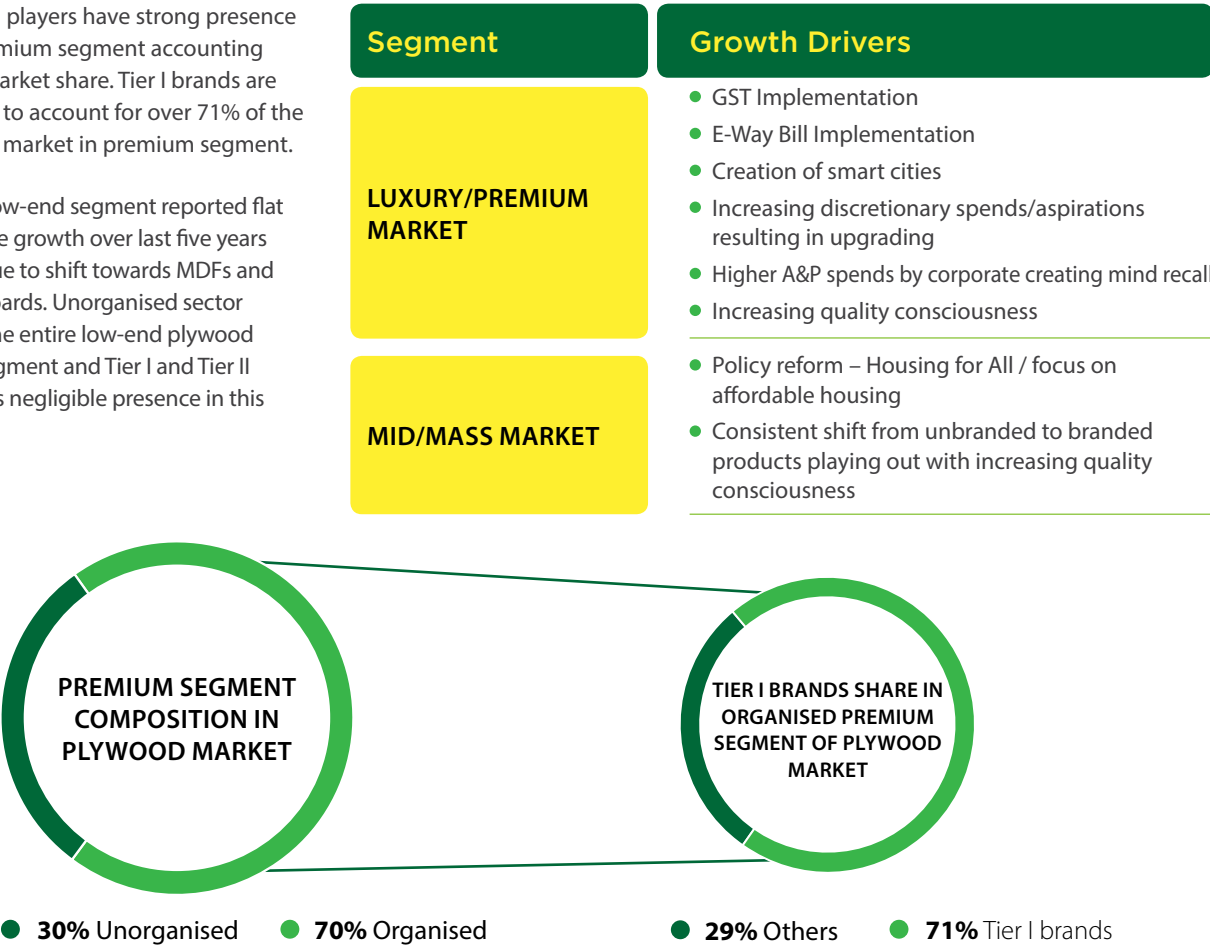 players have strong presence
segment accounting
market share. Tier I brands are
to account for over 71% of the
market in premium segment.
segment reported flat
growth over last five years
to shift towards MDFs and
Unorganised sector
entire low-end plywood
and Tier I and Tier II
negligible presence in this
Segment
Growth Drivers
LUXURY/PREMIUM
MARKET
GST Implementation
E-Way Bill Implementation
Creation of smart cities
Increasing discretionary spends/aspirations
resulting in upgrading
Higher A&P spends by corporate creating mind recall
Increasing quality consciousness
MID/MASS MARKET
Policy reform – Housing for All / focus on
affordable housing
Consistent shift from unbranded to branded
products playing out with increasing quality
consciousness
PREMIUM SEGMENT
COMPOSITION IN
PLYWOOD MARKET
30% Unorganised
70% Organised
TIER I BRANDS SHARE IN
ORGANISED PREMIUM
SEGMENT OF PLYWOOD
MARKET
29% Others
71% Tier I brands